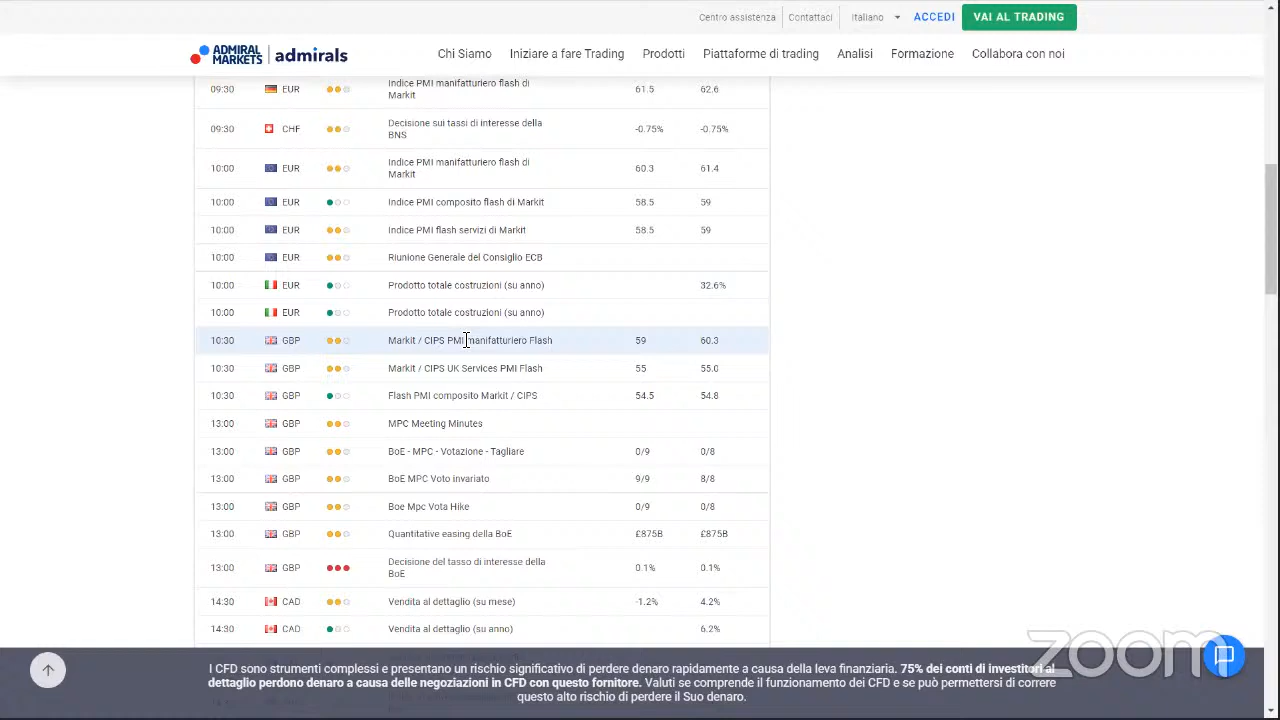 Centro assistenza Contattaci Italiano ACCEDI VAI AL TRADING
ADMIRAL MARKETS admirals Chi Siamo Iniziare a fare Trading Prodotti Piattaforme di trading Analisi Formazione Collabora con noi
09:30 EUR Indice PMI manifatturiero flash di Markit 61.5 62.6
09:30 CHF Decisione sui tassi di interesse della BNS -0.75% -0.75%
10:00 EUR Indice PMI manifatturiero flash di Markit 60.3 61.4
10:00 EUR Indice PMI composito flash di Markit 58.5 59
10:00 EUR Indice PMI flash servizi di Markit 58.5 59
10:00 EUR Riunione Generale del Consiglio ECB
10:00 EUR Prodotto totale costruzioni (su anno) 32.6%
10:00 EUR Prodotto totale costruzioni (su anno)
10:30 GBP Markit / CIPS PMI manifatturiero Flash 59 60.3
10:30 GBP Markit / CIPS UK Services PMI Flash 55 55.0
10:30 GBP Flash PMI composito Markit / CIPS 54.5 54.8
13:00 GBP MPC Meeting Minutes
13:00 GBP BoE - MPC - Votazione - Tagliare 0/9 0/8
13:00 GBP BoE MPC Voto invariato 9/9 8/8
13:00 GBP Boe Mpc Vota Hike 0/9 0/8
13:00 GBP Quantitative easing della BoE £875B £875B
13:00 GBP Decisione del tasso di interesse della BoE 0.1% 0.1%
14:30 CAD Vendita al dettaglio (su mese) -1.2% 4.2%
14:30 CAD Vendita al dettaglio (su anno) 6.2%
I CFD sono strumenti complessi e presentano un rischio significativo di perdere denaro rapidamente a causa della leva finanziaria. 75% dei conti di investitori al
dettaglio perdono denaro a causa delle negoziazioni in CFD con questo fornitore. Valuti se comprende il funzionamento dei CFD e se può permettersi di correre
questo alto rischio di perdere il Suo denaro.
zoom